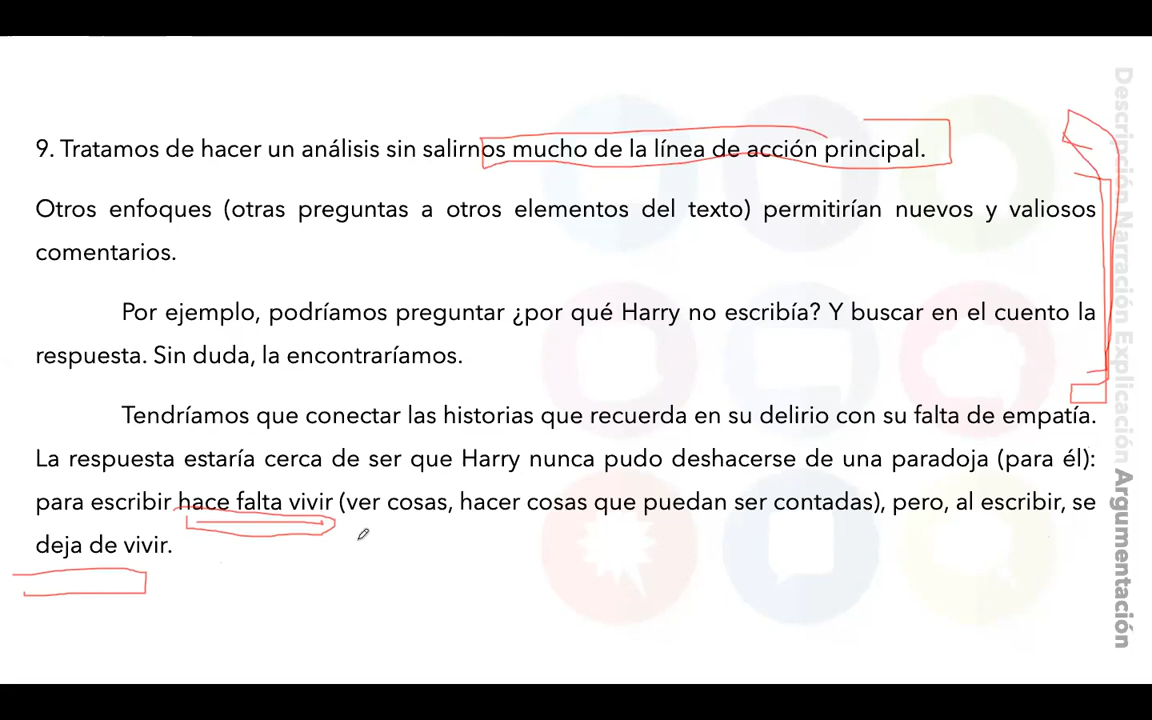 9. Tratamos de hacer un análisis sin salirnos mucho de la línea de acción principal.
Otros enfoques (otras preguntas a otros elementos del texto) permitirían nuevos y valiosos
comentarios.
Por ejemplo, podríamos preguntar ¿por qué Harry no escribía? Y buscar en el cuento la
respuesta. Sin duda, la encontraríamos.
Tendríamos que conectar las historias que recuerda en su delirio con su falta de empatía.
La respuesta estaría cerca de ser que Harry nunca pudo deshacerse de una paradoja (para él):
para escribir hace falta vivir (ver cosas, hacer cosas que puedan ser contadas), pero, al escribir, se
deja de vivir.
Descripción Narración Explicación Argumentación